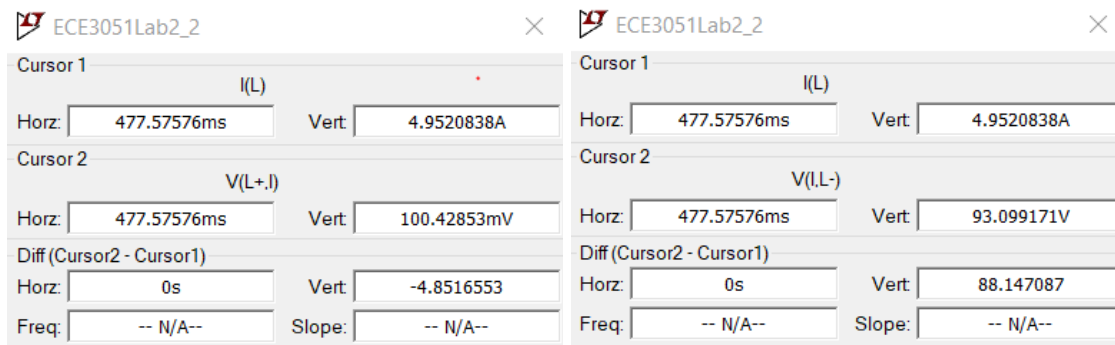 ECE3051Lab2_2
Cursor 1
I(L)
Horz: 477.57576ms Vert: 4.9520838A
Cursor 2
V(L+,I)
Horz: 477.57576ms Vert: 100.42853mV
Diff (Cursor2 - Cursor1)
Horz: 0s Vert: -4.8516553
Freq: -- N/A-- Slope: -- N/A--
ECE3051Lab2_2
Cursor 1
I(L)
Horz: 477.57576ms Vert: 4.9520838A
Cursor 2
V(I,L-)
Horz: 477.57576ms Vert: 93.099171V
Diff (Cursor2 - Cursor1)
Horz: 0s Vert: 88.147087
Freq: -- N/A-- Slope: -- N/A--